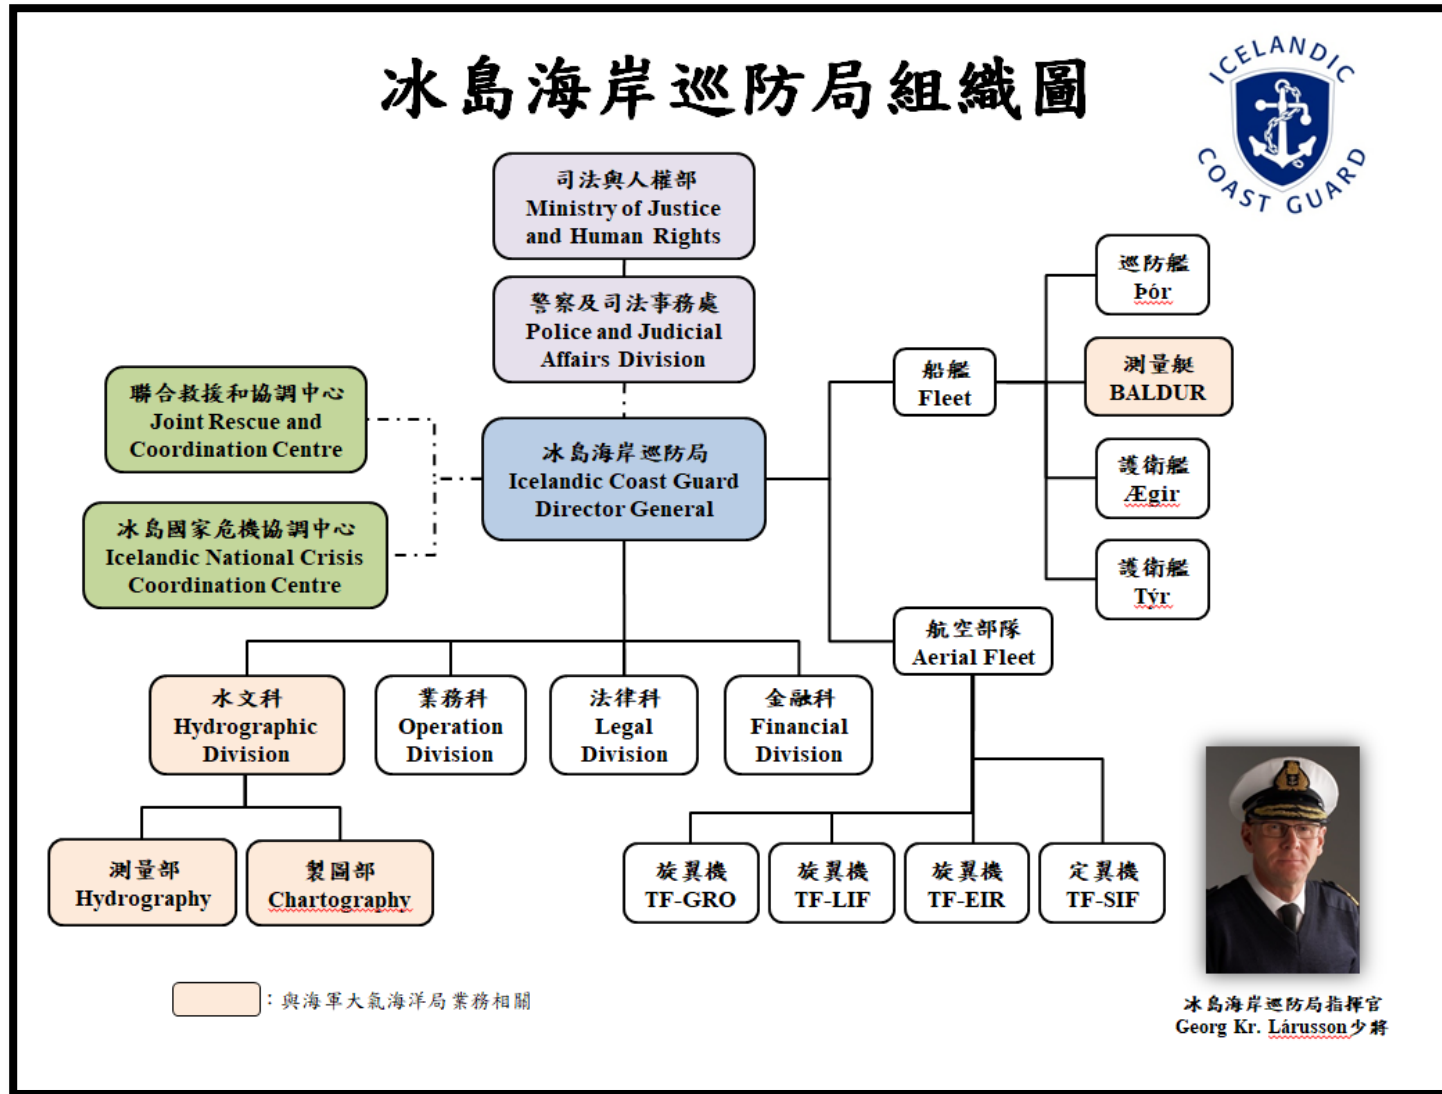 冰島海岸巡防局組織圖
ICELANDIC
COAST GUARD
司法與人權部
Ministry of Justice
and Human Rights
警察及司法事務處
Police and Judicial
Affairs Division
聯合救援和協調中心
Joint Rescue and
Coordination Centre
冰島國家危機協調中心
Icelandic National Crisis
Coordination Centre
冰島海岸巡防局
Icelandic Coast Guard
Director General
船艦
Fleet
巡防艦
Þór
測量艇
BALDUR
護衛艦
Ægir
護衛艦
Týr
航空部隊
Aerial Fleet
水文科
Hydrographic
Division
業務科
Operation
Division
法律科
Legal
Division
金融科
Financial
Division
測量部
Hydrography
製圖部
Chartography
旋翼機
TF-GRO
旋翼機
TF-LIF
旋翼機
TF-EIR
定翼機
TF-SIF
：與海軍大氣海洋局業務相關
冰島海岸巡防局指揮官
Georg Kr. Lárusson少將